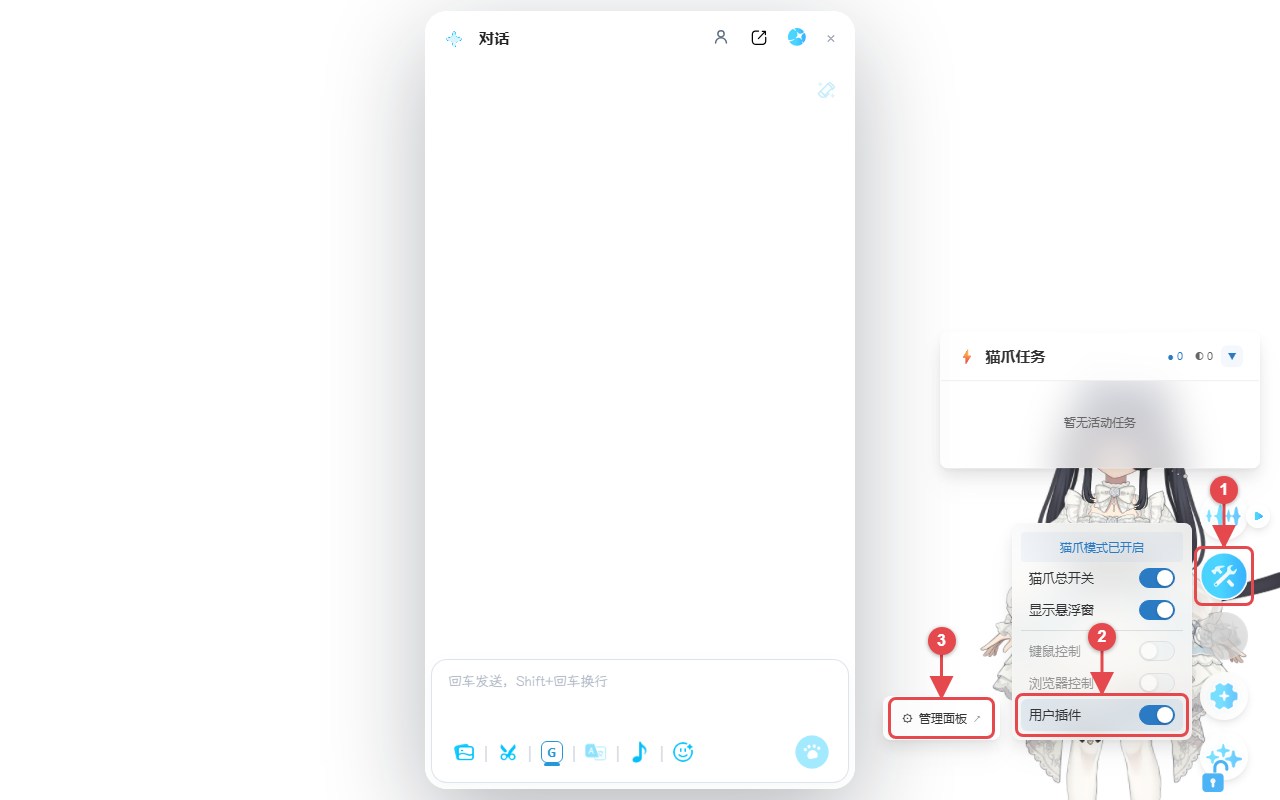 对话
×
猫爪任务
● 0
◐ 0
▼
暂无活动任务
1
猫爪模式已开启
猫爪总开关
显示悬浮窗
3
2
键鼠控制
浏览器控制
⚙ 管理面板 ↗
用户插件
回车发送，Shift+回车换行
G
A